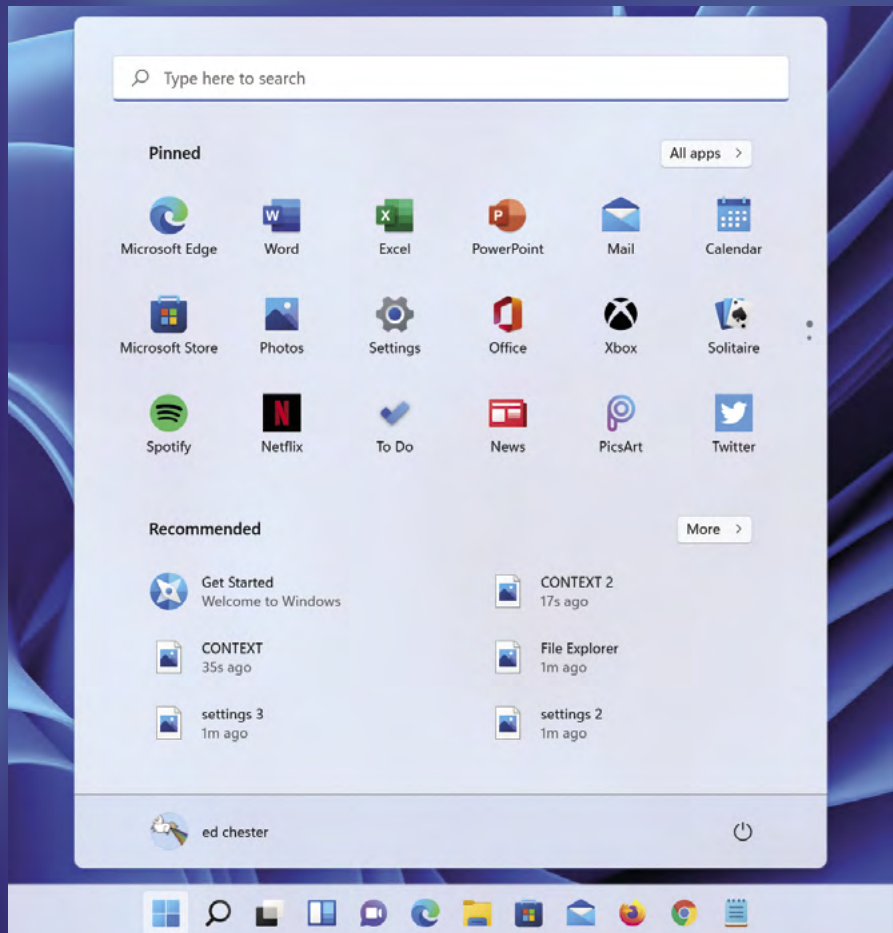 Type here to search
Pinned
All apps >
Microsoft Edge
Word
Excel
PowerPoint
Mail
Calendar
Microsoft Store
Photos
Settings
Office
Xbox
Solitaire
Spotify
Netflix
To Do
News
PicsArt
Twitter
Recommended
More >
Get Started
Welcome to Windows
CONTEXT 2
17s ago
CONTEXT
35s ago
File Explorer
1m ago
settings 3
1m ago
settings 2
1m ago
ed chester